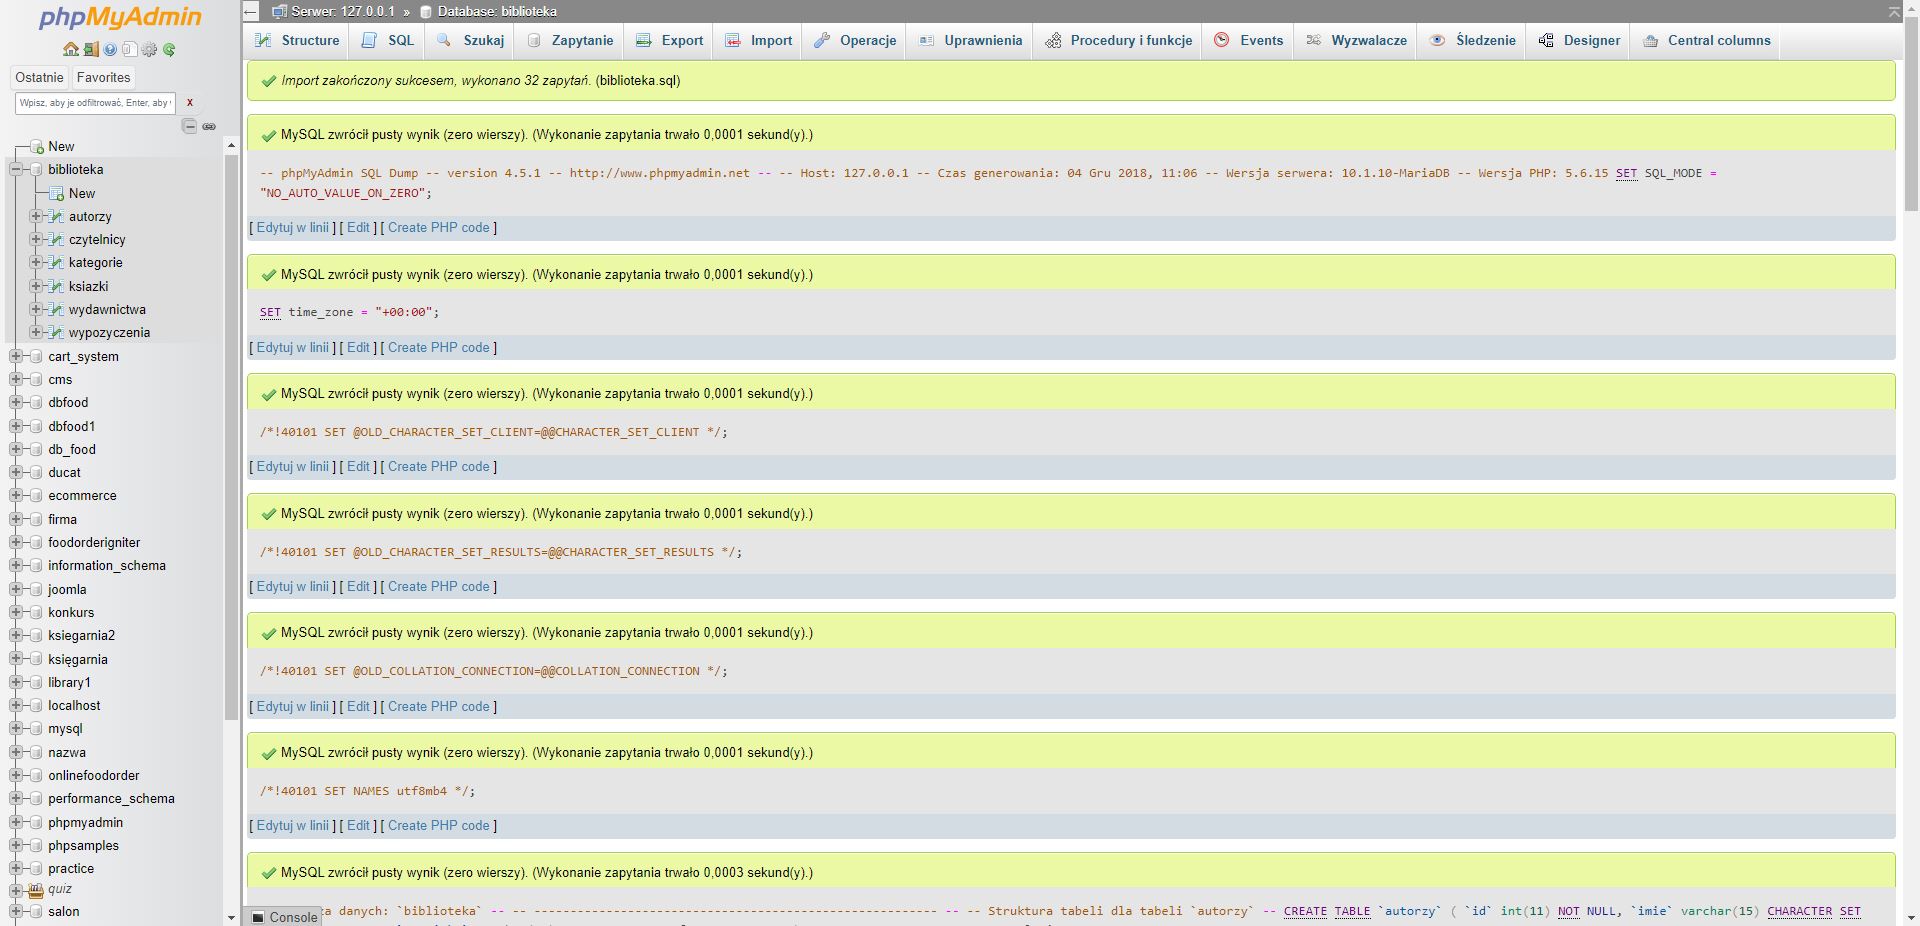 phpMyAdmin
Ostatnie Favorites
Wpisz, aby je odfiltrować, Enter, aby X
New
biblioteka
New
autorzy
czytelnicy
kategorie
ksiazki
wydawnictwa
wypozyczenia
cart_system
cms
dbfood
dbfood1
db_food
ducat
ecommerce
firma
foodorderigniter
information_schema
joomla
konkurs
ksiegarnia2
księgarnia
library1
localhost
mysql
nazwa
onlinefoodorder
performance_schema
phpmyadmin
phpsamples
practice
quiz
salon
Serwer: 127.0.0.1 » Database: biblioteka
Structure SQL Szukaj Zapytanie Export Import Operacje Uprawnienia Procedury i funkcje Events Wyzwalacze Śledzenie Designer Central columns
Import zakończony sukcesem, wykonano 32 zapytań. (biblioteka.sql)
MySQL zwrócił pusty wynik (zero wierszy). (Wykonanie zapytania trwało 0,0001 sekund(y).)
-- phpMyAdmin SQL Dump -- version 4.5.1 -- http://www.phpmyadmin.net -- -- Host: 127.0.0.1 -- Czas generowania: 04 Gru 2018, 11:06 -- Wersja serwera: 10.1.10-MariaDB -- Wersja PHP: 5.6.15 SET SQL_MODE =
"NO_AUTO_VALUE_ON_ZERO";
[ Edytuj w linii ] [ Edit ] [ Create PHP code ]
MySQL zwrócił pusty wynik (zero wierszy). (Wykonanie zapytania trwało 0,0001 sekund(y).)
SET time_zone = "+00:00";
[ Edytuj w linii ] [ Edit ] [ Create PHP code ]
MySQL zwrócił pusty wynik (zero wierszy). (Wykonanie zapytania trwało 0,0001 sekund(y).)
/*!40101 SET @OLD_CHARACTER_SET_CLIENT=@@CHARACTER_SET_CLIENT */;
[ Edytuj w linii ] [ Edit ] [ Create PHP code ]
MySQL zwrócił pusty wynik (zero wierszy). (Wykonanie zapytania trwało 0,0001 sekund(y).)
/*!40101 SET @OLD_CHARACTER_SET_RESULTS=@@CHARACTER_SET_RESULTS */;
[ Edytuj w linii ] [ Edit ] [ Create PHP code ]
MySQL zwrócił pusty wynik (zero wierszy). (Wykonanie zapytania trwało 0,0001 sekund(y).)
/*!40101 SET @OLD_COLLATION_CONNECTION=@@COLLATION_CONNECTION */;
[ Edytuj w linii ] [ Edit ] [ Create PHP code ]
MySQL zwrócił pusty wynik (zero wierszy). (Wykonanie zapytania trwało 0,0001 sekund(y).)
/*!40101 SET NAMES utf8mb4 */;
[ Edytuj w linii ] [ Edit ] [ Create PHP code ]
MySQL zwrócił pusty wynik (zero wierszy). (Wykonanie zapytania trwało 0,0003 sekund(y).)
Console za danych: `biblioteka` -- -- -------------------------------------------------------- -- -- Struktura tabeli dla tabeli `autorzy` -- CREATE TABLE `autorzy` ( `id` int(11) NOT NULL, `imie` varchar(15) CHARACTER SET